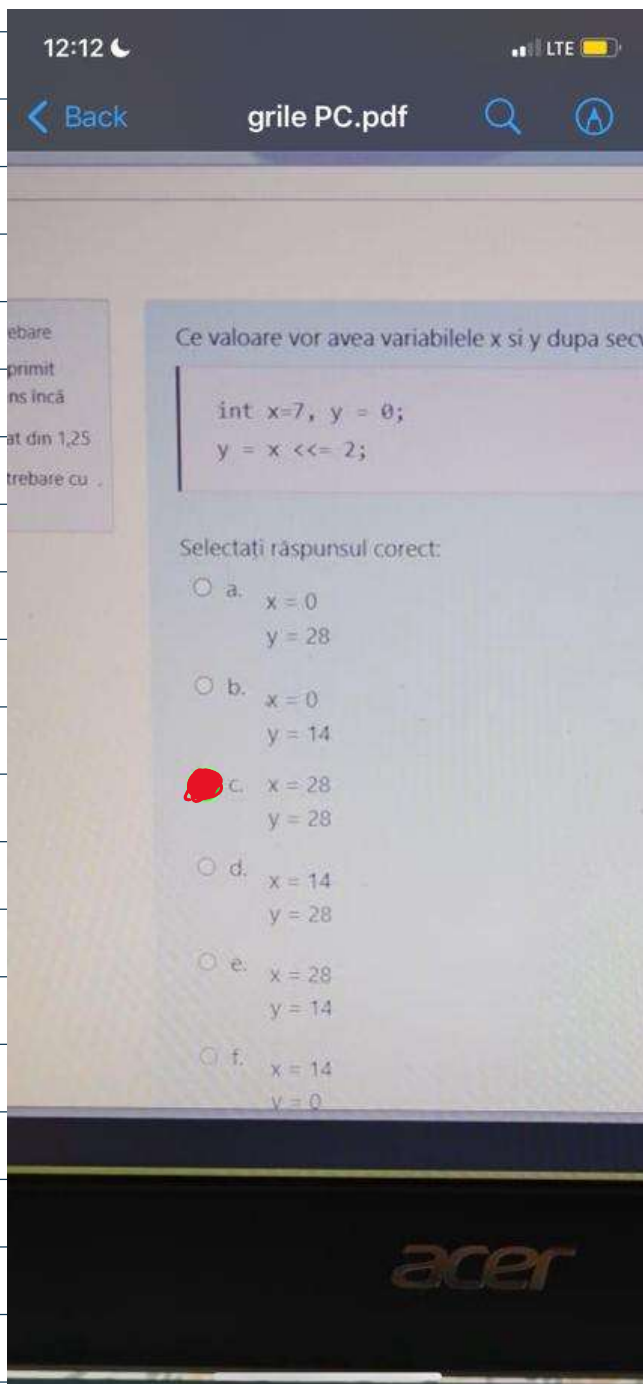 12:12
LTE
Back
grile PC.pdf
ebare
primit
ns încă
at din 1,25
trebare cu .
Ce valoare vor avea variabilele x si y dupa secv
int x=7, y = 0;
y = x <<= 2;
Selectați răspunsul corect:
a. x = 0
y = 28
b. x = 0
y = 14
c. x = 28
y = 28
d. x = 14
y = 28
e. x = 28
y = 14
f. x = 14
y = 0
acer